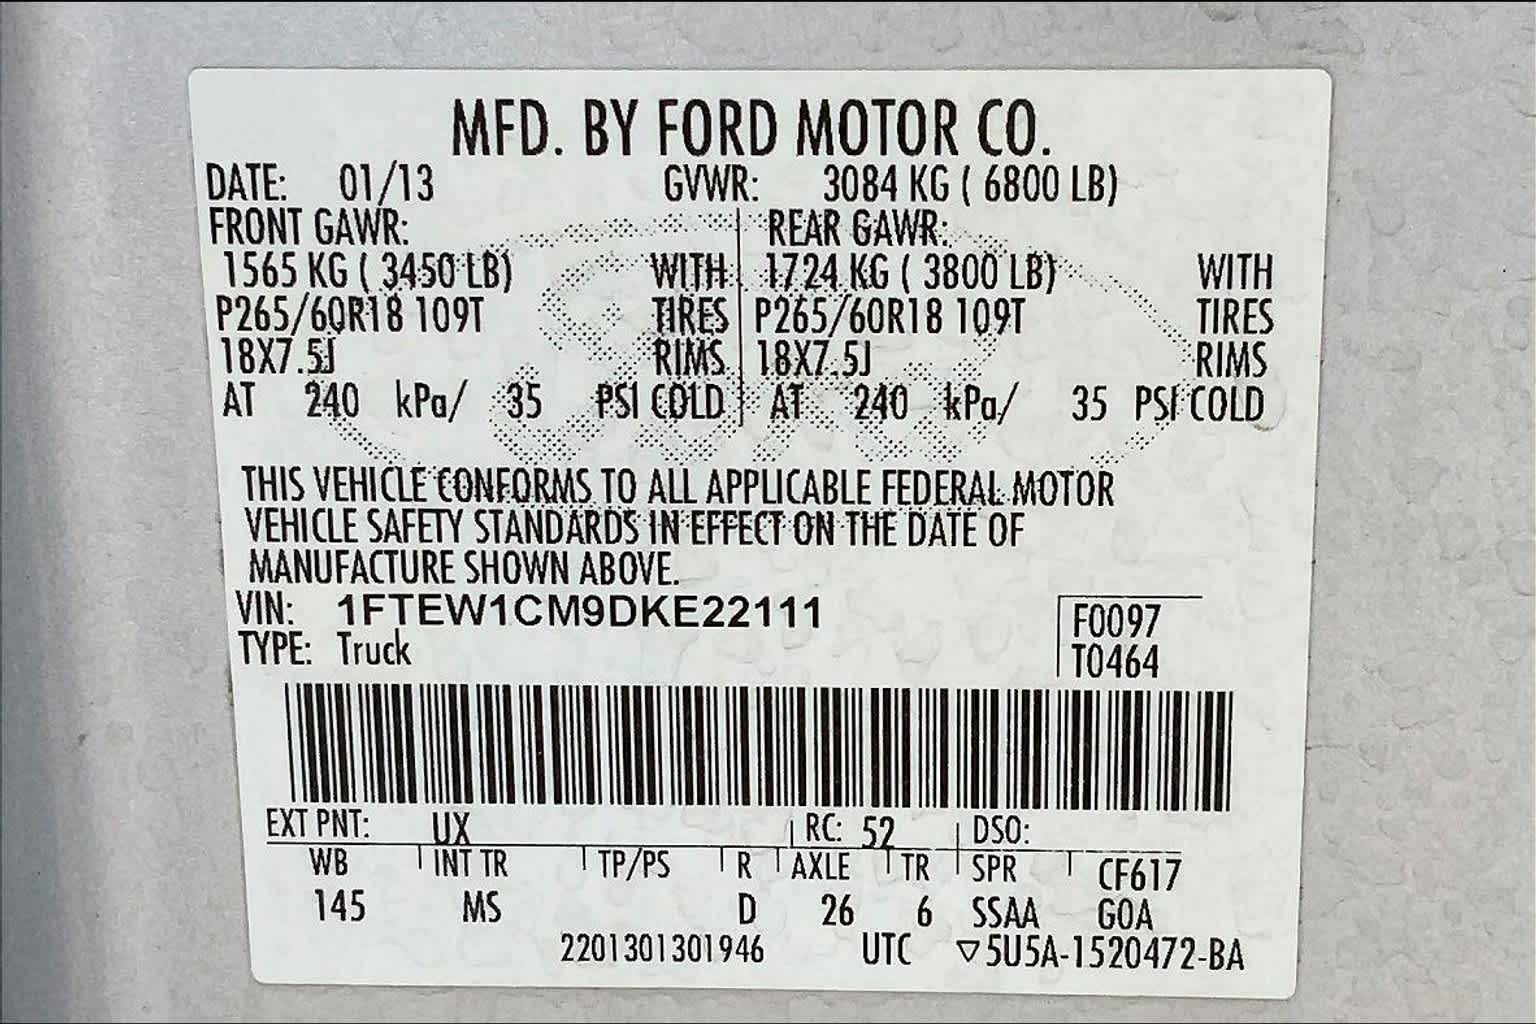 MFD. BY FORD MOTOR CO.
DATE: 01/13 GVWR: 3084 KG ( 6800 LB)
FRONT GAWR: REAR GAWR:
1565 KG ( 3450 LB) WITH 1724 KG ( 3800 LB) WITH
P265/60R18 109T TIRES P265/60R18 109T TIRES
18X7.5J RIMS 18X7.5J RIMS
AT 240 kPa/ 35 PSI COLD AT 240 kPa/ 35 PSI COLD
THIS VEHICLE CONFORMS TO ALL APPLICABLE FEDERAL MOTOR
VEHICLE SAFETY STANDARDS IN EFFECT ON THE DATE OF
MANUFACTURE SHOWN ABOVE.
VIN: 1FTEW1CM9DKE22111 F0097
TYPE: Truck T0464
EXT PNT: UX RC: 52 DSO:
WB INT TR TP/PS R AXLE TR SPR CF617
145 MS D 26 6 SSAA GOA
2201301301946 UTC ▽5U5A-1520472-BA